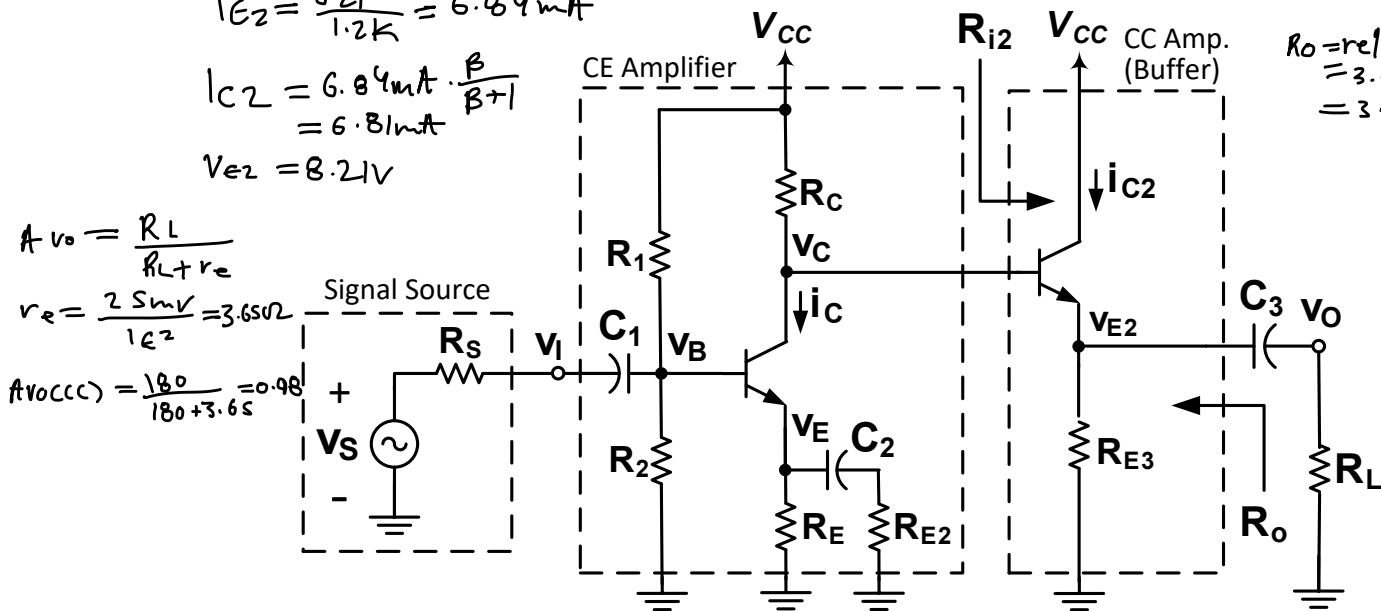 IE2 = 1.2K = 6.84mA
IC2 = 6.84mA · β/β+1
= 6.81mA
VE2 = 8.21V
Avo = RL/RL+re
re = 25mV/IE2 = 3.65Ω
Avo(CC) = 180/180+3.65 = 0.98
Ro = re
= 3.
= 3
VCC
Ri2
VCC
CC Amp.
(Buffer)
CE Amplifier
RC
iC2
R1
vC
Signal Source
iC
C3
vO
RS
vI
C1
vB
vE2
+
vS
-
R2
vE
C2
RE3
RL
RE
RE2
Ro